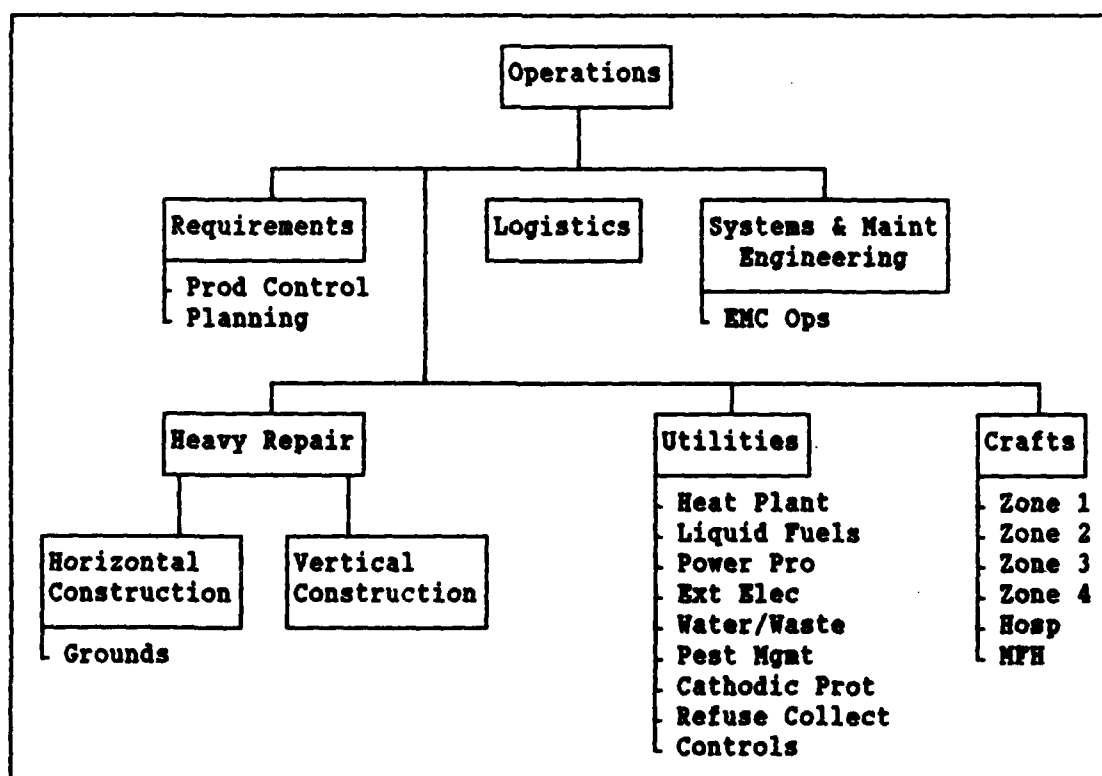 Operations
Requirements
Prod Control
Planning
Logistics
Systems & Maint
Engineering
EMC Ops
Heavy Repair
Horizontal
Construction
Grounds
Vertical
Construction
Utilities
Heat Plant
Liquid Fuels
Power Pro
Ext Elec
Water/Waste
Pest Mgmt
Cathodic Prot
Refuse Collect
Controls
Crafts
Zone 1
Zone 2
Zone 3
Zone 4
Hosp
MFH